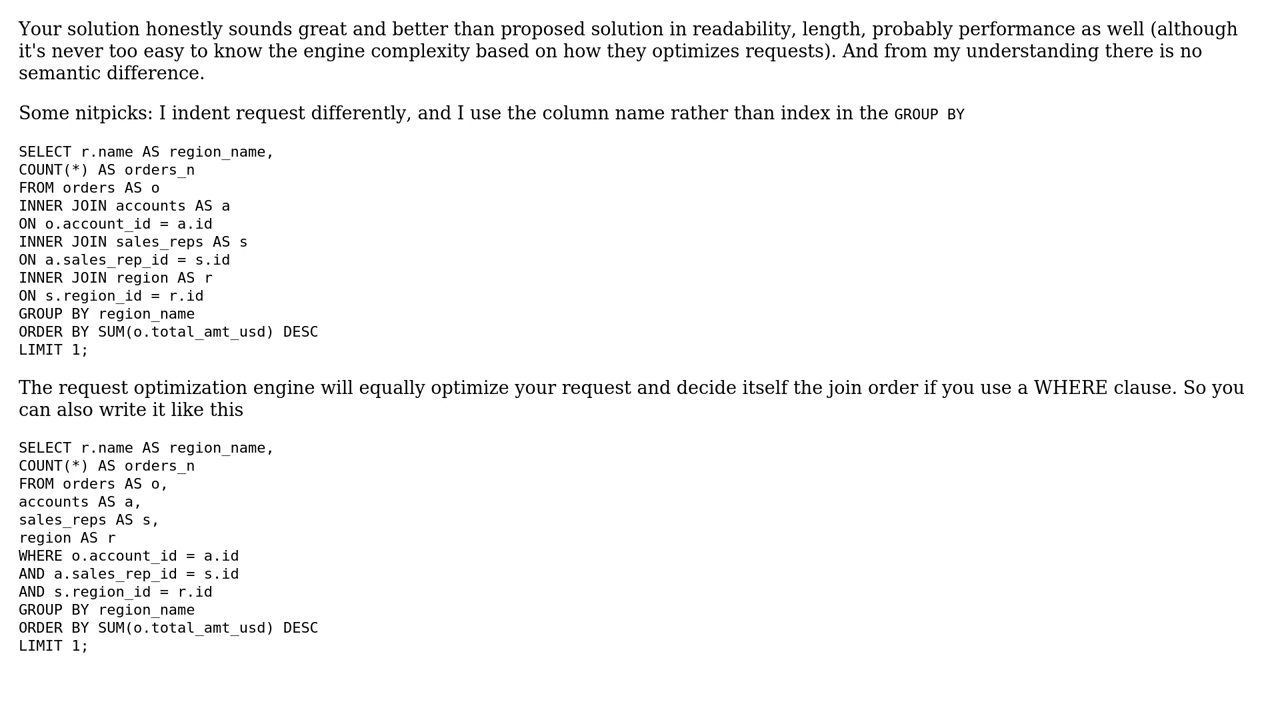 Your solution honestly sounds great and better than proposed solution in readability, length, probably performance as well (although
it's never too easy to know the engine complexity based on how they optimizes requests). And from my understanding there is no
semantic difference.
Some nitpicks: I indent request differently, and I use the column name rather than index in the GROUP BY
SELECT r.name AS region_name,
COUNT(*) AS orders_n
FROM orders AS o
INNER JOIN accounts AS a
ON o.account_id = a.id
INNER JOIN sales_reps AS s
ON a.sales_rep_id = s.id
INNER JOIN region AS r
ON s.region_id = r.id
GROUP BY region_name
ORDER BY SUM(o.total_amt_usd) DESC
LIMIT 1;
The request optimization engine will equally optimize your request and decide itself the join order if you use a WHERE clause. So you
can also write it like this
SELECT r.name AS region_name,
COUNT(*) AS orders_n
FROM orders AS o,
accounts AS a,
sales_reps AS s,
region AS r
WHERE o.account_id = a.id
AND a.sales_rep_id = s.id
AND s.region_id = r.id
GROUP BY region_name
ORDER BY SUM(o.total_amt_usd) DESC
LIMIT 1;